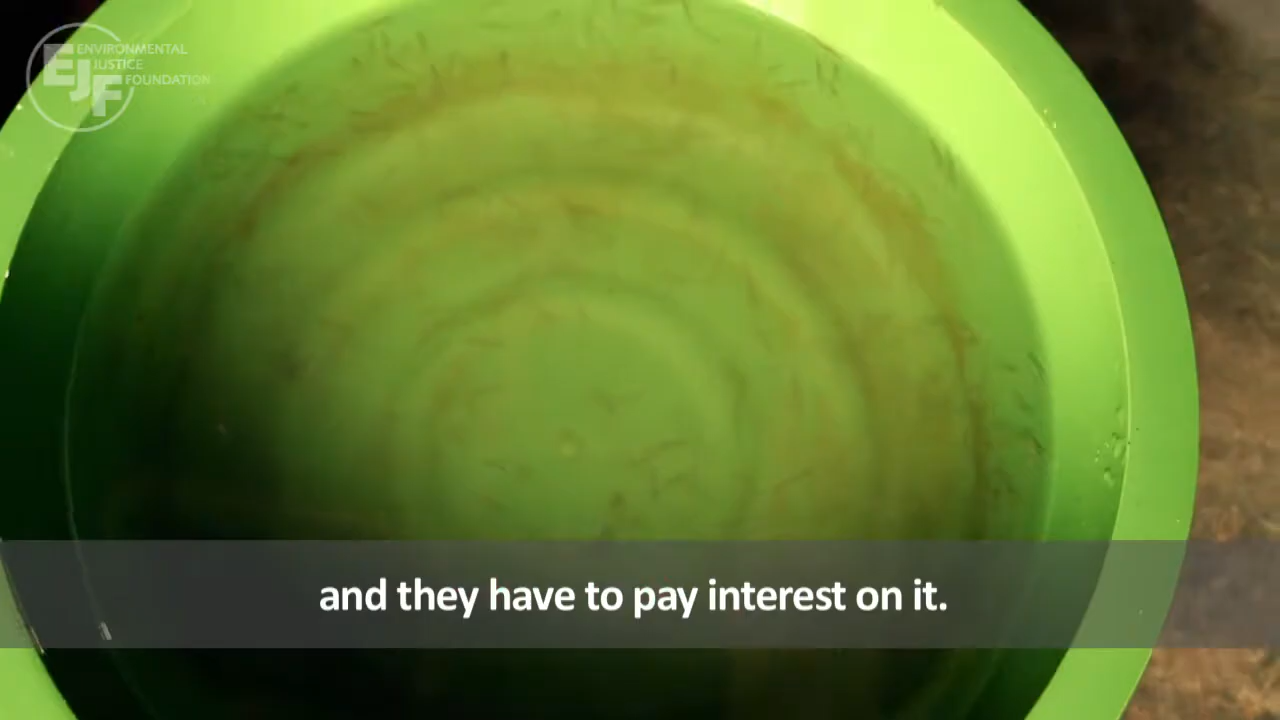 ENVIRONMENTAL
JUSTICE
FOUNDATION
EJF
and they have to pay interest on it.